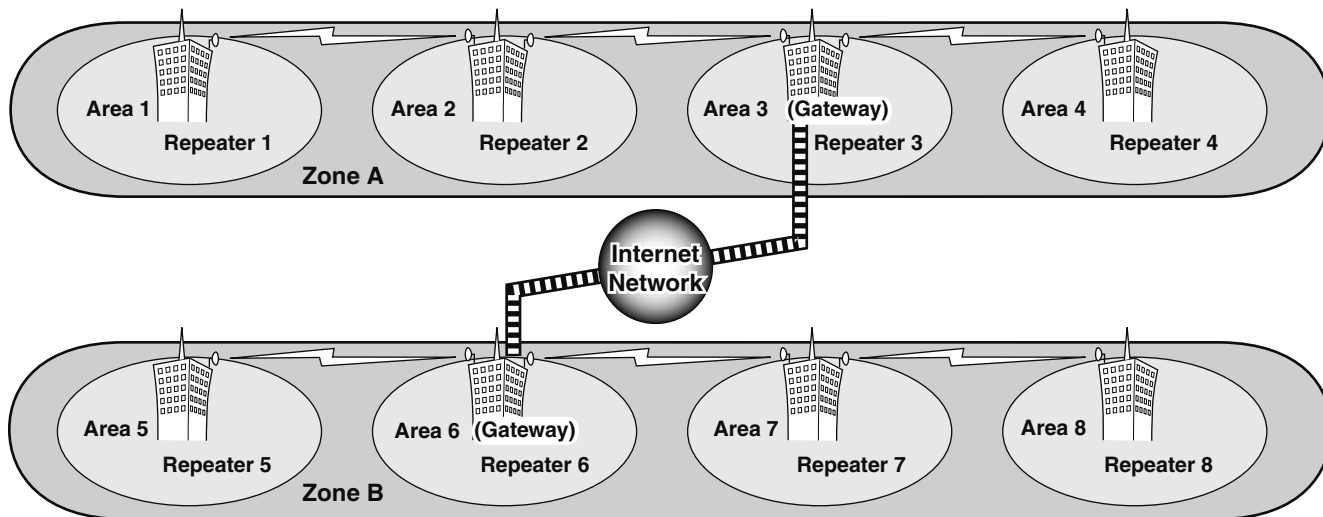 Area 1
Repeater 1
Area 2
Repeater 2
Area 3
(Gateway)
Repeater 3
Area 4
Repeater 4
Zone A
Internet
Network
Area 5
Repeater 5
Area 6
(Gateway)
Repeater 6
Area 7
Repeater 7
Area 8
Repeater 8
Zone B